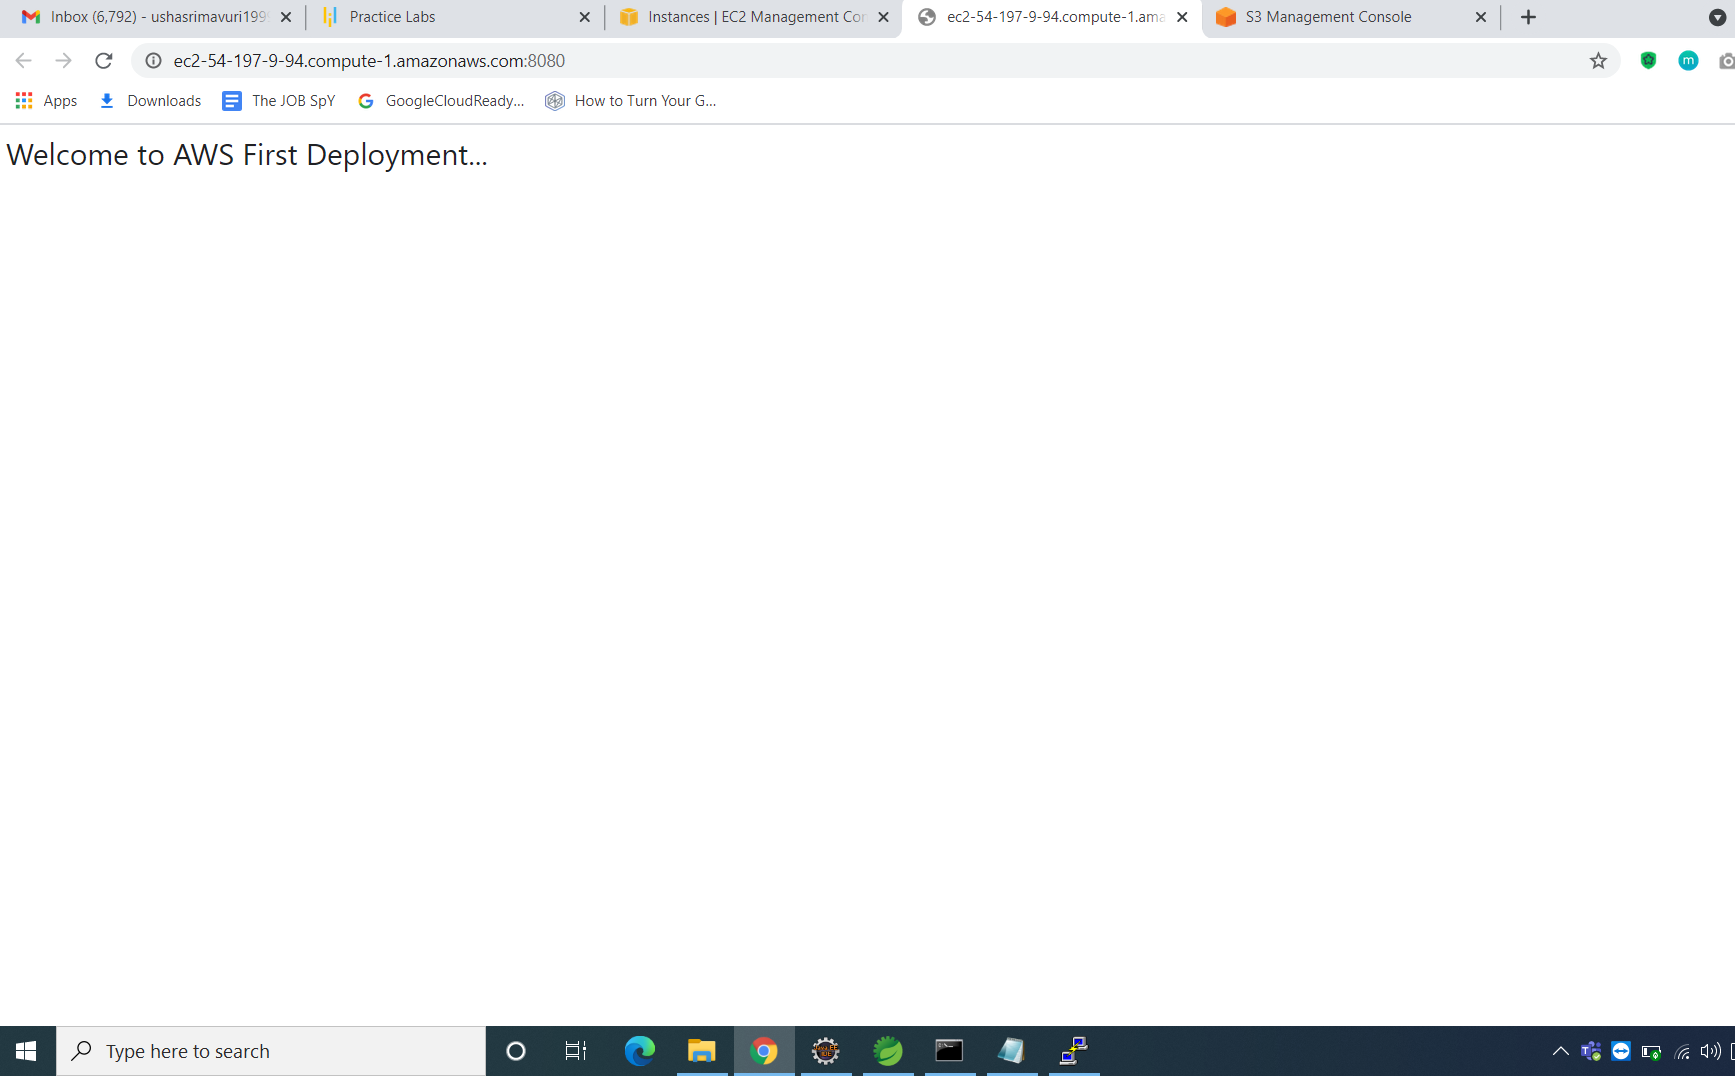 Inbox (6,792) - ushasrimavuri199
Practice Labs
Instances | EC2 Management Cor
ec2-54-197-9-94.compute-1.ama
S3 Management Console
ec2-54-197-9-94.compute-1.amazonaws.com:8080
m
Apps
Downloads
The JOB SpY
GoogleCloudReady...
How to Turn Your G...
Welcome to AWS First Deployment...
Type here to search